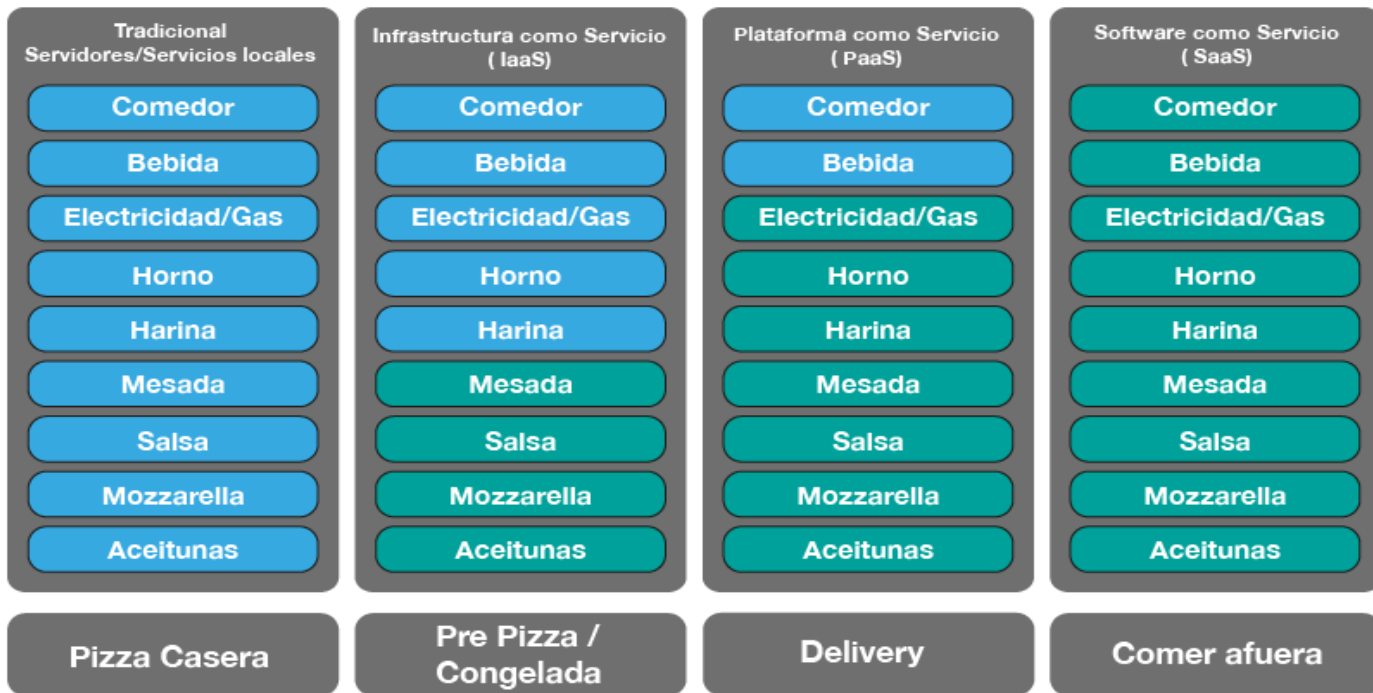 Tradicional
Servidores/Servicios locales
Comedor
Bebida
Electricidad/Gas
Horno
Harina
Mesada
Salsa
Mozzarella
Aceitunas
Pizza Casera
Infrastructura como Servicio
( IaaS)
Comedor
Bebida
Electricidad/Gas
Horno
Harina
Mesada
Salsa
Mozzarella
Aceitunas
Pre Pizza /
Congelada
Plataforma como Servicio
( PaaS)
Comedor
Bebida
Electricidad/Gas
Horno
Harina
Mesada
Salsa
Mozzarella
Aceitunas
Delivery
Software como Servicio
( SaaS)
Comedor
Bebida
Electricidad/Gas
Horno
Harina
Mesada
Salsa
Mozzarella
Aceitunas
Comer afuera